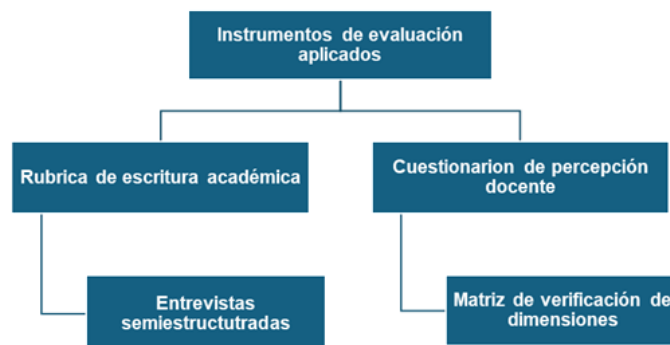 Instrumentos de evaluación
aplicados
Rubrica de escritura académica
Cuestionarion de percepción
docente
Entrevistas
semiestructutradas
Matriz de verificación de
dimensiones